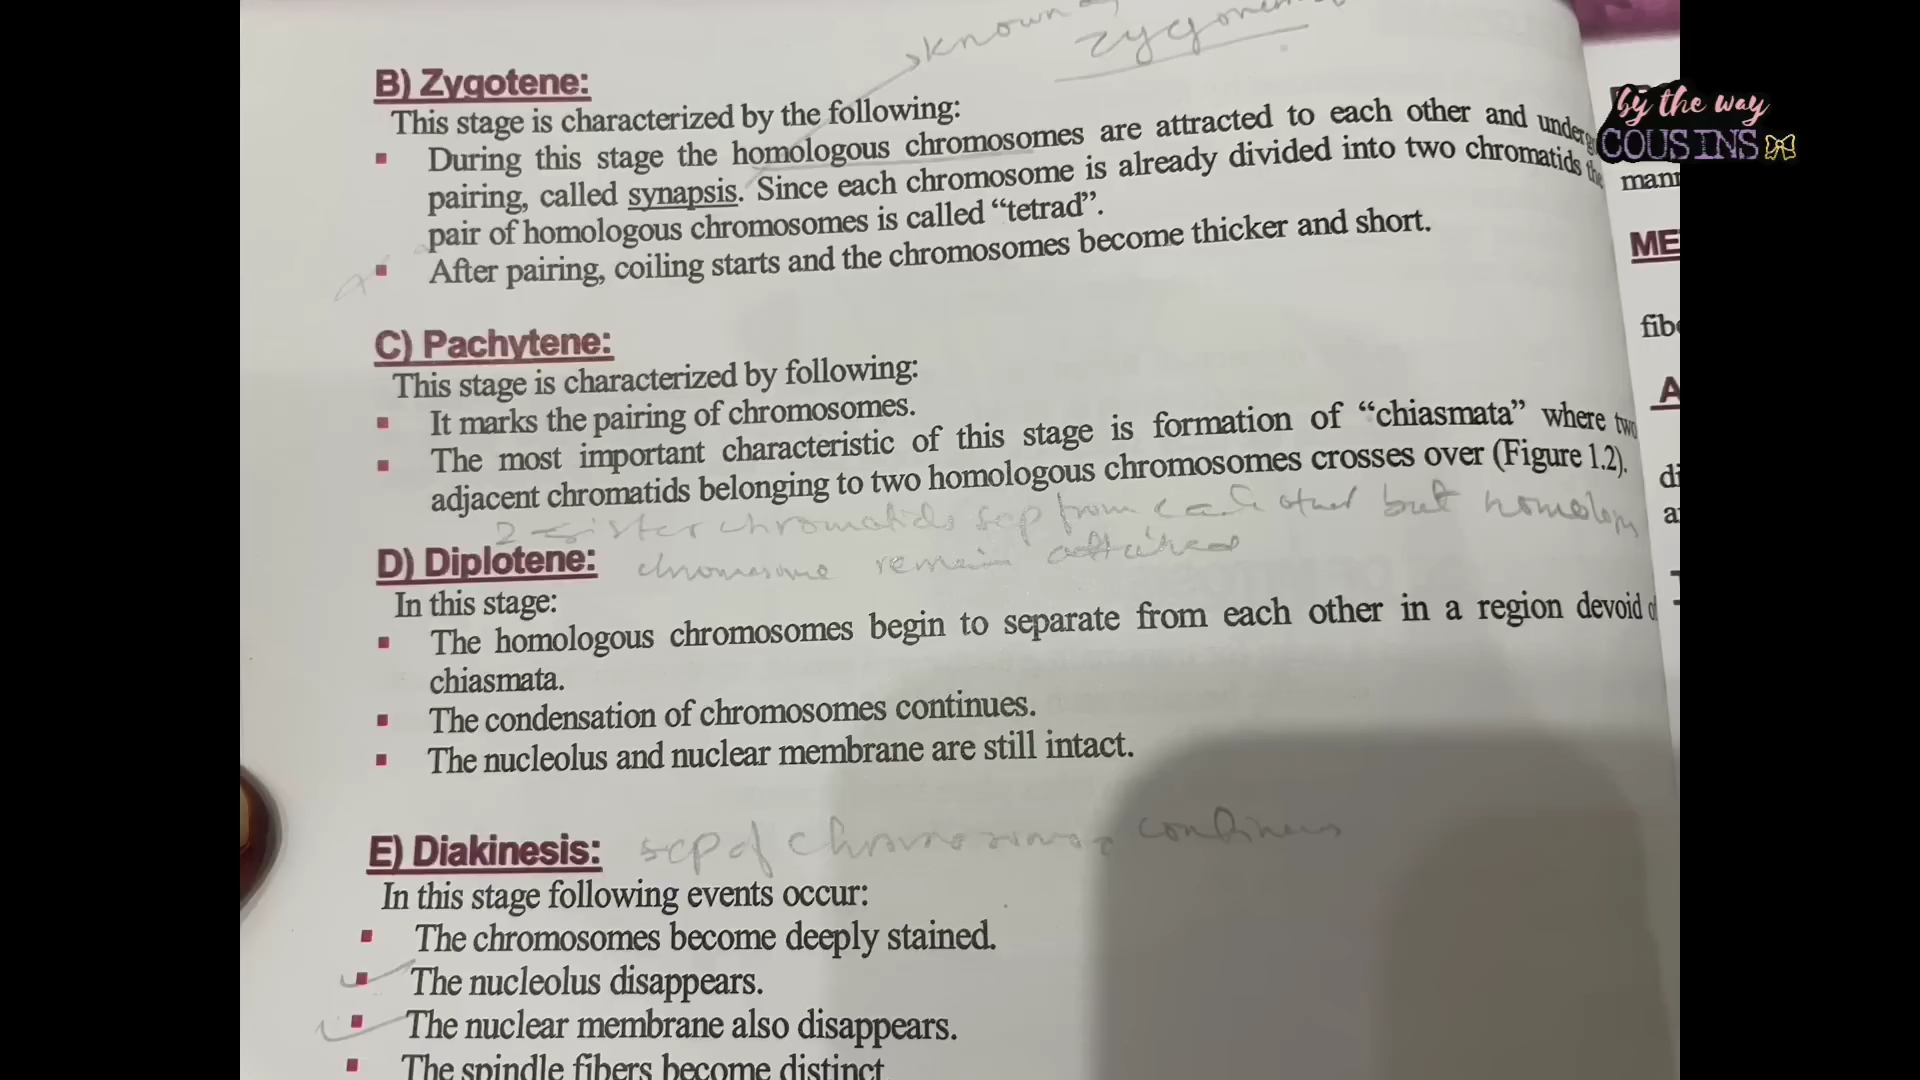 known
B) Zygotene:
This stage is characterized by the following:
During this stage the homologous chromosomes are attracted to each other and
pairing, called synapsis. Since each chromosome is already divided into two chromatids the
pair of homologous chromosomes is called “tetrad”.
After pairing, coiling starts and the chromosomes become thicker and short.
C) Pachytene:
This stage is characterized by following:
It marks the pairing of chromosomes.
The most important characteristic of this stage is formation of “chiasmata” where two
adjacent chromatids belonging to two homologous chromosomes crosses over (Figure 1.2).
2 sister chromatids sep from each other but
D) Diplotene:
chromosome remain
In this stage:
The homologous chromosomes begin to separate from each other in a region devoid of
chiasmata.
The condensation of chromosomes continues.
The nucleolus and nuclear membrane are still intact.
E) Diakinesis: sep of chromosomes continues
In this stage following events occur:
The chromosomes become deeply stained.
The nucleolus disappears.
The nuclear membrane also disappears.
The spindle fibers become distinct
by the way
COUSINS
ME
A